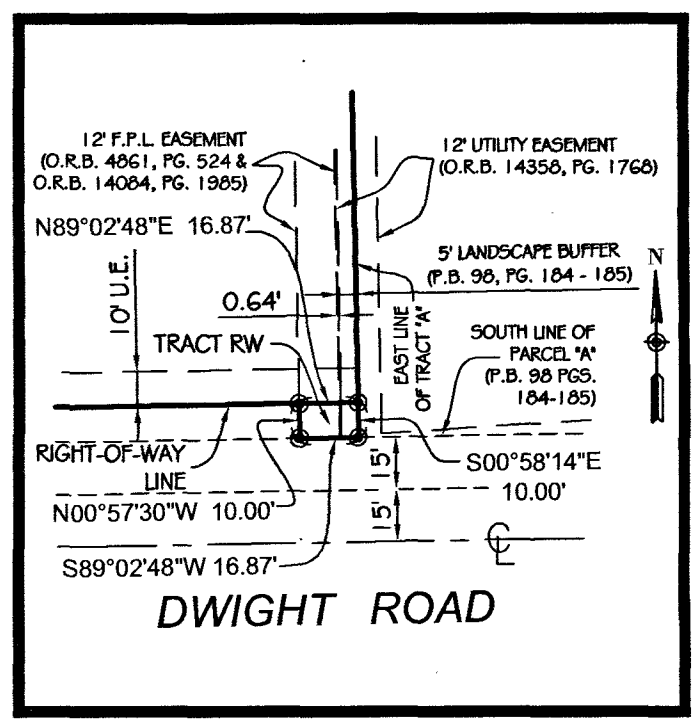 12' F.P.L. EASEMENT
(O.R.B. 4861, PG. 524 &
O.R.B. 14084, PG. 1985)
12' UTILITY EASEMENT
(O.R.B. 14358, PG. 1768)
N89°02'48"E 16.87'
5' LANDSCAPE BUFFER
(P.B. 98, PG. 184 - 185)
N
10' U.E.
0.64'
TRACT RW
EAST LINE
OF TRACT "A"
SOUTH LINE OF
PARCEL "A"
(P.B. 98 PGS.
184-185)
RIGHT-OF-WAY
LINE
S00°58'14"E
10.00'
15'
N00°57'30"W 10.00'
15'
CL
S89°02'48"W 16.87'
DWIGHT ROAD